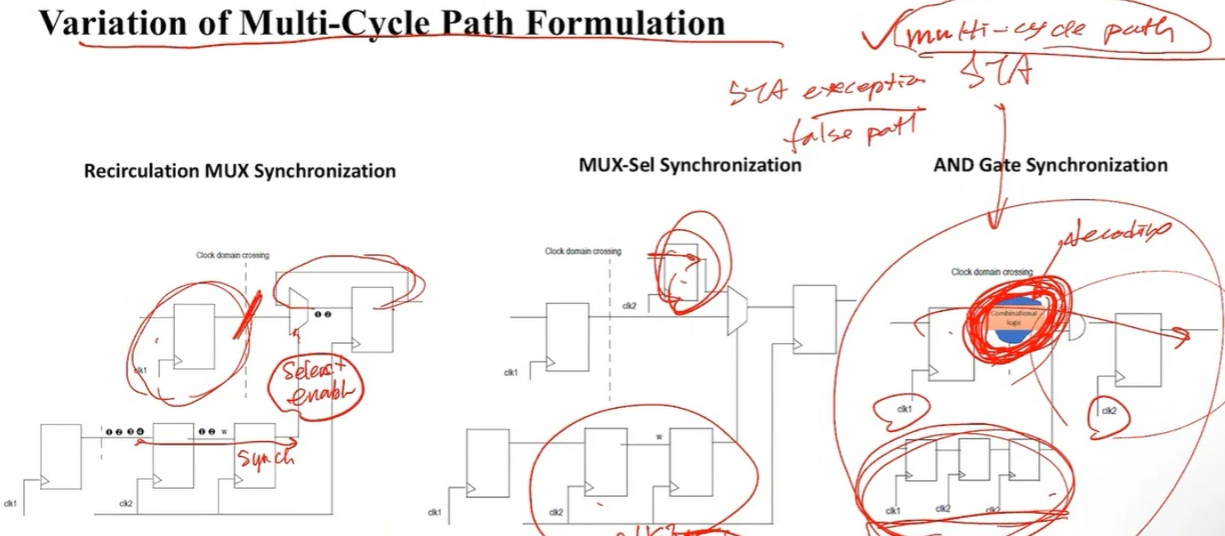 Variation of Multi-Cycle Path Formulation
multi-cycle path
STA
STA exception
false path
Recirculation MUX Synchronization
MUX-Sel Synchronization
AND Gate Synchronization
Clock domain crossing
clk1
❶ ❷
Select
enable
❶ ❷ ❸ ❹
❶ ❷ w
Synch
clk1
clk2
Clock domain crossing
clk2
clk1
w
clk1
clk2
decoding
Clock domain crossing
Combinational
logic
clk1
clk2
clk1
clk2
clk2